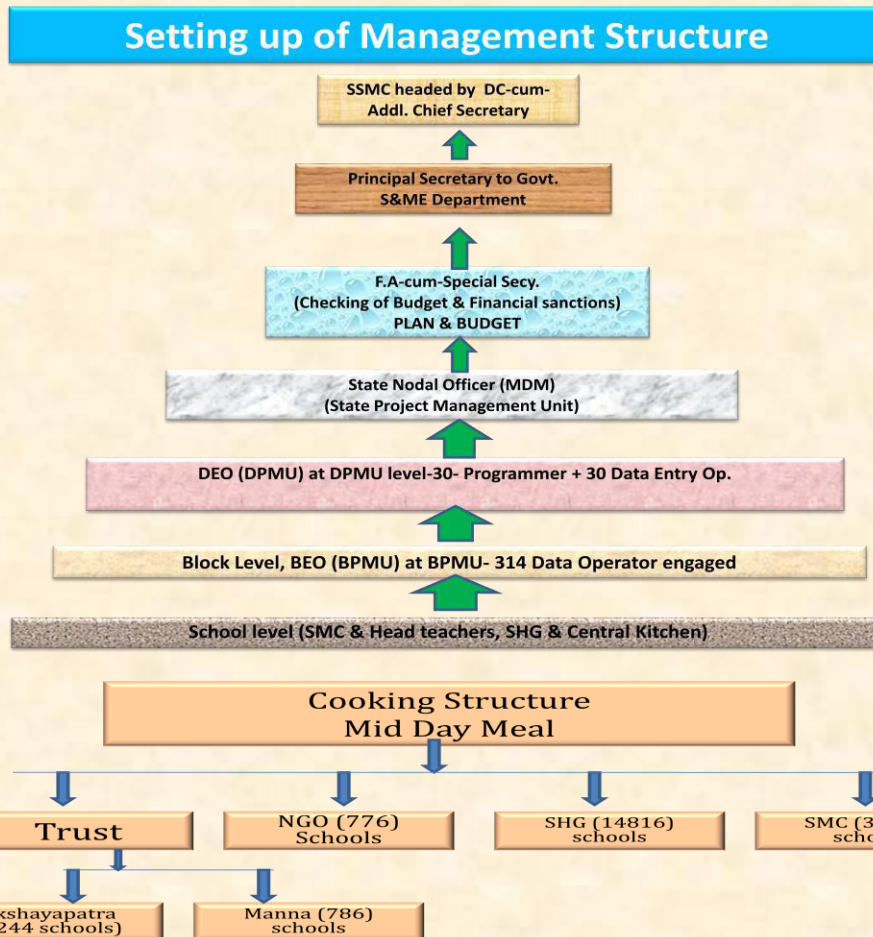 Setting up of Management Structure
SSMC headed by DC-cum-
Addl. Chief Secretary
Principal Secretary to Govt.
S&ME Department
F.A-cum-Special Secy.
(Checking of Budget & Financial sanctions)
PLAN & BUDGET
State Nodal Officer (MDM)
(State Project Management Unit)
DEO (DPMU) at DPMU level-30- Programmer + 30 Data Entry Op.
Block Level, BEO (BPMU) at BPMU- 314 Data Operator engaged
School level (SMC & Head teachers, SHG & Central Kitchen)
Cooking Structure
Mid Day Meal
Trust
NGO (776)
Schools
SHG (14816)
schools
SMC
Manna (786)
schools
kshayapatra
244 schools)